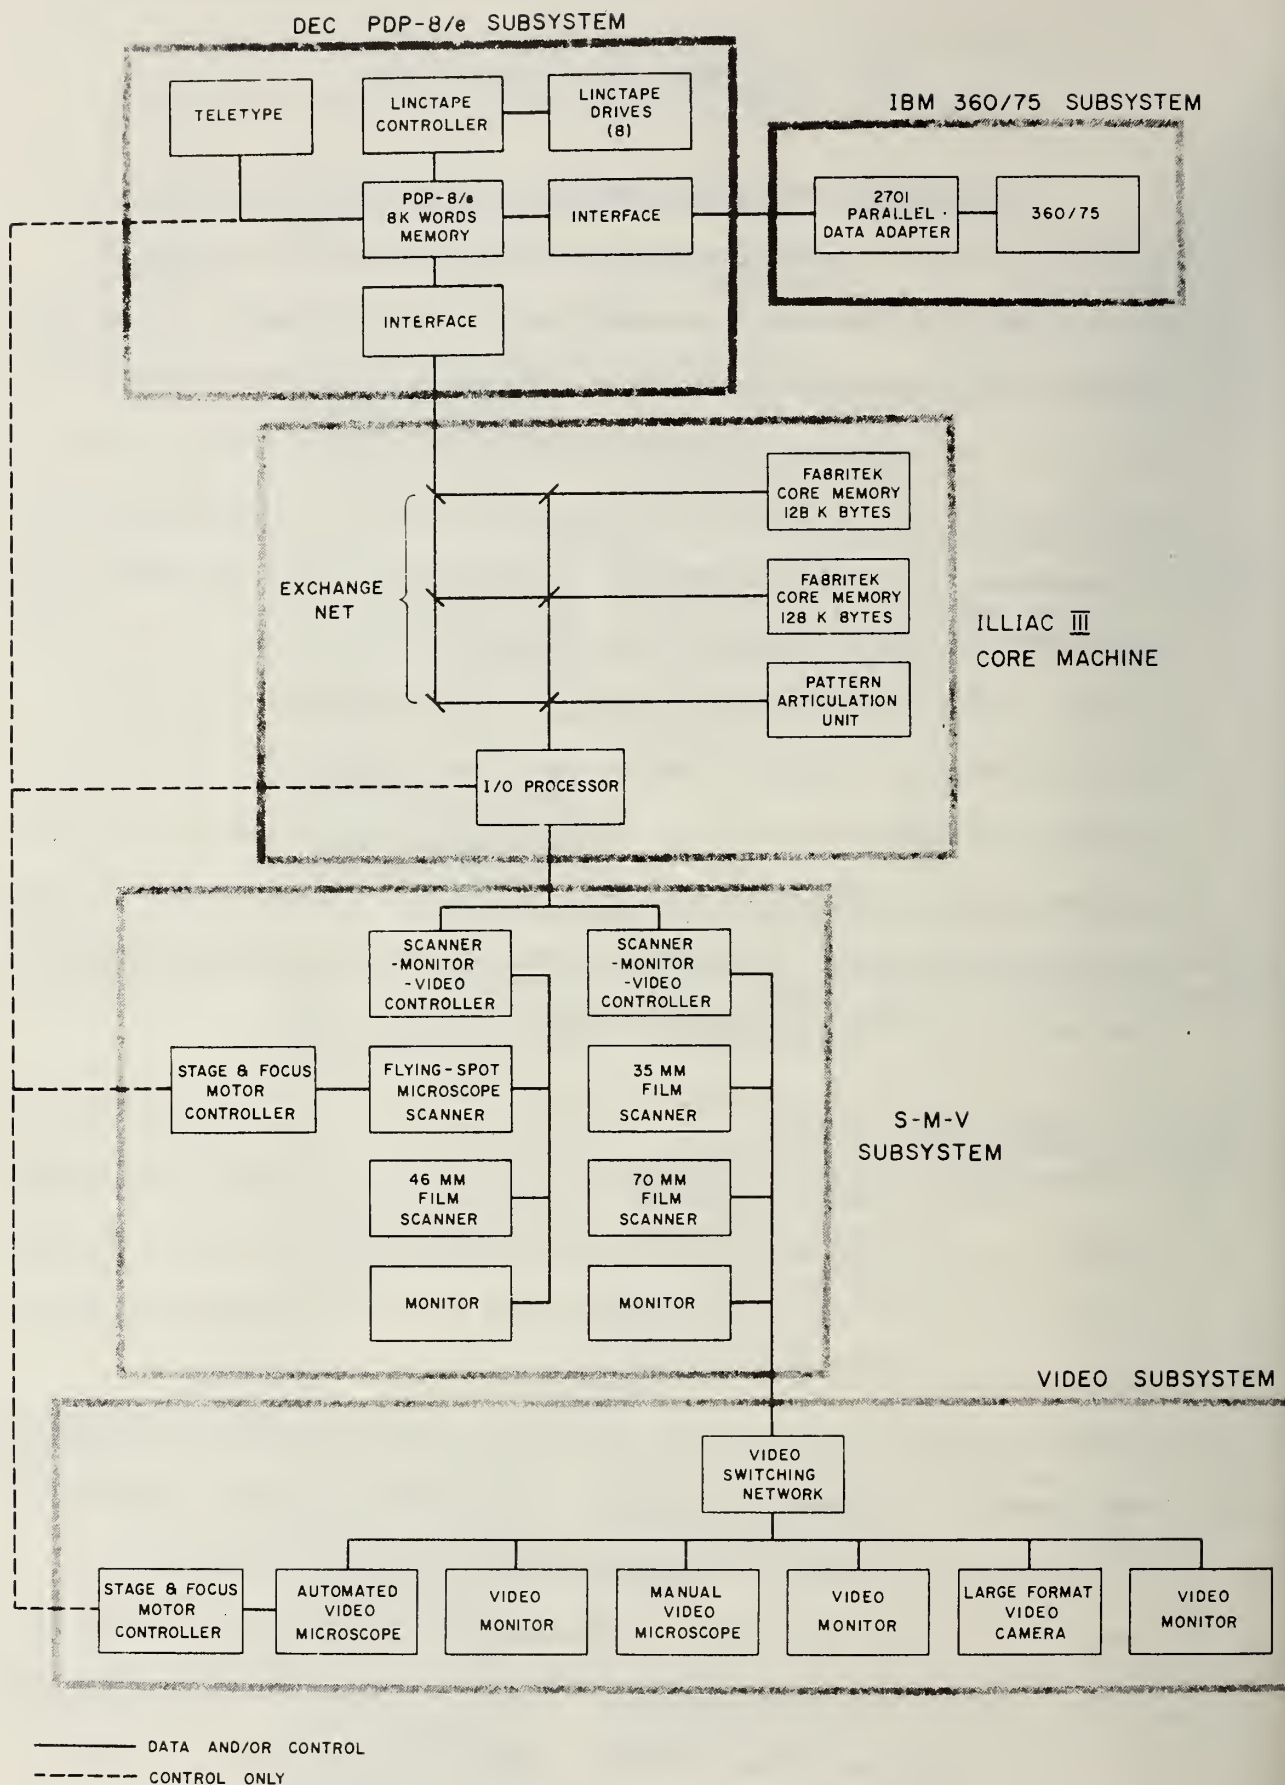 DEC PDP-8/e SUBSYSTEM
TELETYPE
LINCTAPE
CONTROLLER
LINCTAPE
DRIVES
(8)
IBM 360/75 SUBSYSTEM
PDP-8/e
8K WORDS
MEMORY
INTERFACE
2701
PARALLEL
DATA ADAPTER
360/75
INTERFACE
EXCHANGE
NET
FABRITEK
CORE MEMORY
128 K BYTES
FABRITEK
CORE MEMORY
128 K BYTES
PATTERN
ARTICULATION
UNIT
ILLIAC III
CORE MACHINE
I/O PROCESSOR
SCANNER
-MONITOR
-VIDEO
CONTROLLER
SCANNER
-MONITOR
-VIDEO
CONTROLLER
STAGE & FOCUS
MOTOR
CONTROLLER
FLYING-SPOT
MICROSCOPE
SCANNER
35 MM
FILM
SCANNER
S-M-V
SUBSYSTEM
46 MM
FILM
SCANNER
70 MM
FILM
SCANNER
MONITOR
MONITOR
VIDEO SUBSYSTEM
VIDEO
SWITCHING
NETWORK
STAGE & FOCUS
MOTOR
CONTROLLER
AUTOMATED
VIDEO
MICROSCOPE
VIDEO
MONITOR
MANUAL
VIDEO
MICROSCOPE
VIDEO
MONITOR
LARGE FORMAT
VIDEO
CAMERA
VIDEO
MONITOR
DATA AND/OR CONTROL
CONTROL ONLY